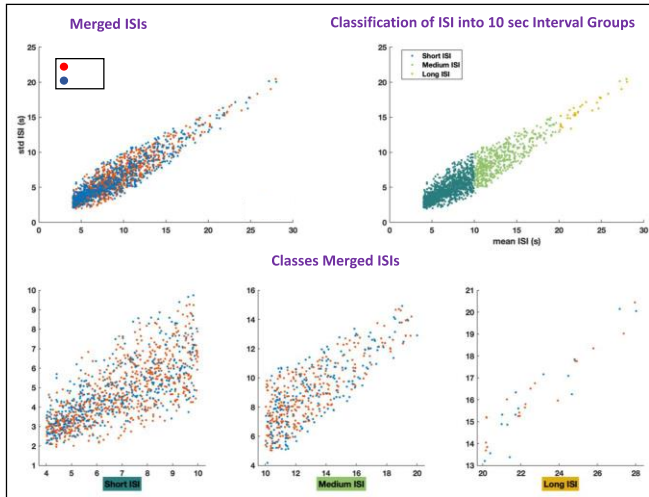 Merged ISIs
Classification of ISI into 10 sec Interval Groups
25
20
15
10
5
0
std ISI (s)
0 5 10 15 20 25 30
25
20
15
10
5
0
Short ISI
Medium ISI
Long ISI
0 5 10 15 20 25 30
mean ISI (s)
Classes Merged ISIs
10
9
8
7
6
5
4
3
2
1
4 5 6 7 8 9 10
Short ISI
16
14
12
10
8
6
4
10 12 14 16 18 20
Medium ISI
21
20
19
18
17
16
15
14
13
20 22 24 26 28
Long ISI